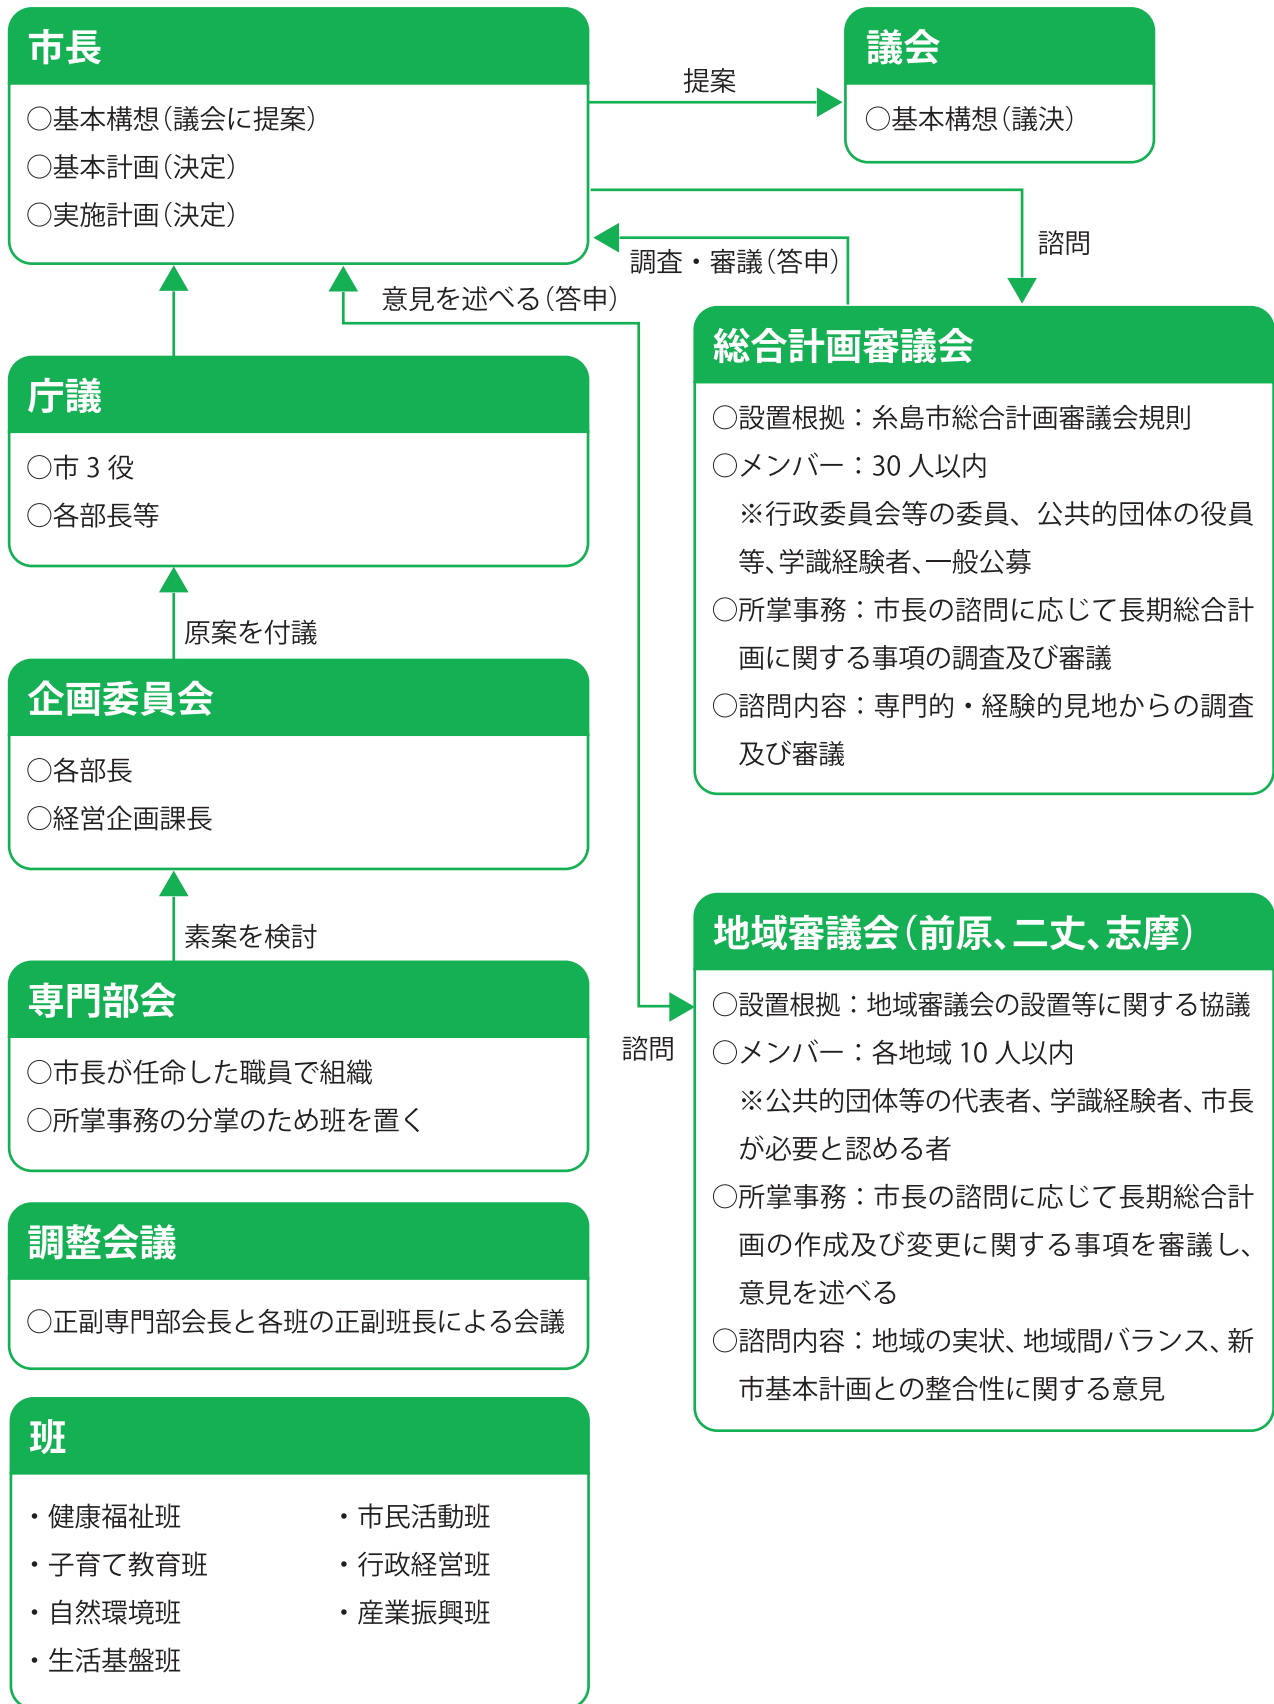 市長
○基本構想（議会に提案）
○基本計画（決定）
○実施計画（決定）
提案
議会
○基本構想（議決）
諮問
調査・審議（答申）
意見を述べる（答申）
庁議
○市３役
○各部長等
原案を付議
企画委員会
○各部長
○経営企画課長
素案を検討
専門部会
○市長が任命した職員で組織
○所掌事務の分掌のため班を置く
調整会議
○正副専門部会長と各班の正副班長による会議
班
・健康福祉班
・子育て教育班
・自然環境班
・生活基盤班
・市民活動班
・行政経営班
・産業振興班
総合計画審議会
○設置根拠：糸島市総合計画審議会規則
○メンバー：30 人以内
※行政委員会等の委員、公共的団体の役員
等、学識経験者、一般公募
○所掌事務：市長の諮問に応じて長期総合計
画に関する事項の調査及び審議
○諮問内容：専門的・経験的見地からの調査
及び審議
諮問
地域審議会（前原、二丈、志摩）
○設置根拠：地域審議会の設置等に関する協議
○メンバー：各地域 10 人以内
※公共的団体等の代表者、学識経験者、市長
が必要と認める者
○所掌事務：市長の諮問に応じて長期総合計
画の作成及び変更に関する事項を審議し、
意見を述べる
○諮問内容：地域の実状、地域間バランス、新
市基本計画との整合性に関する意見